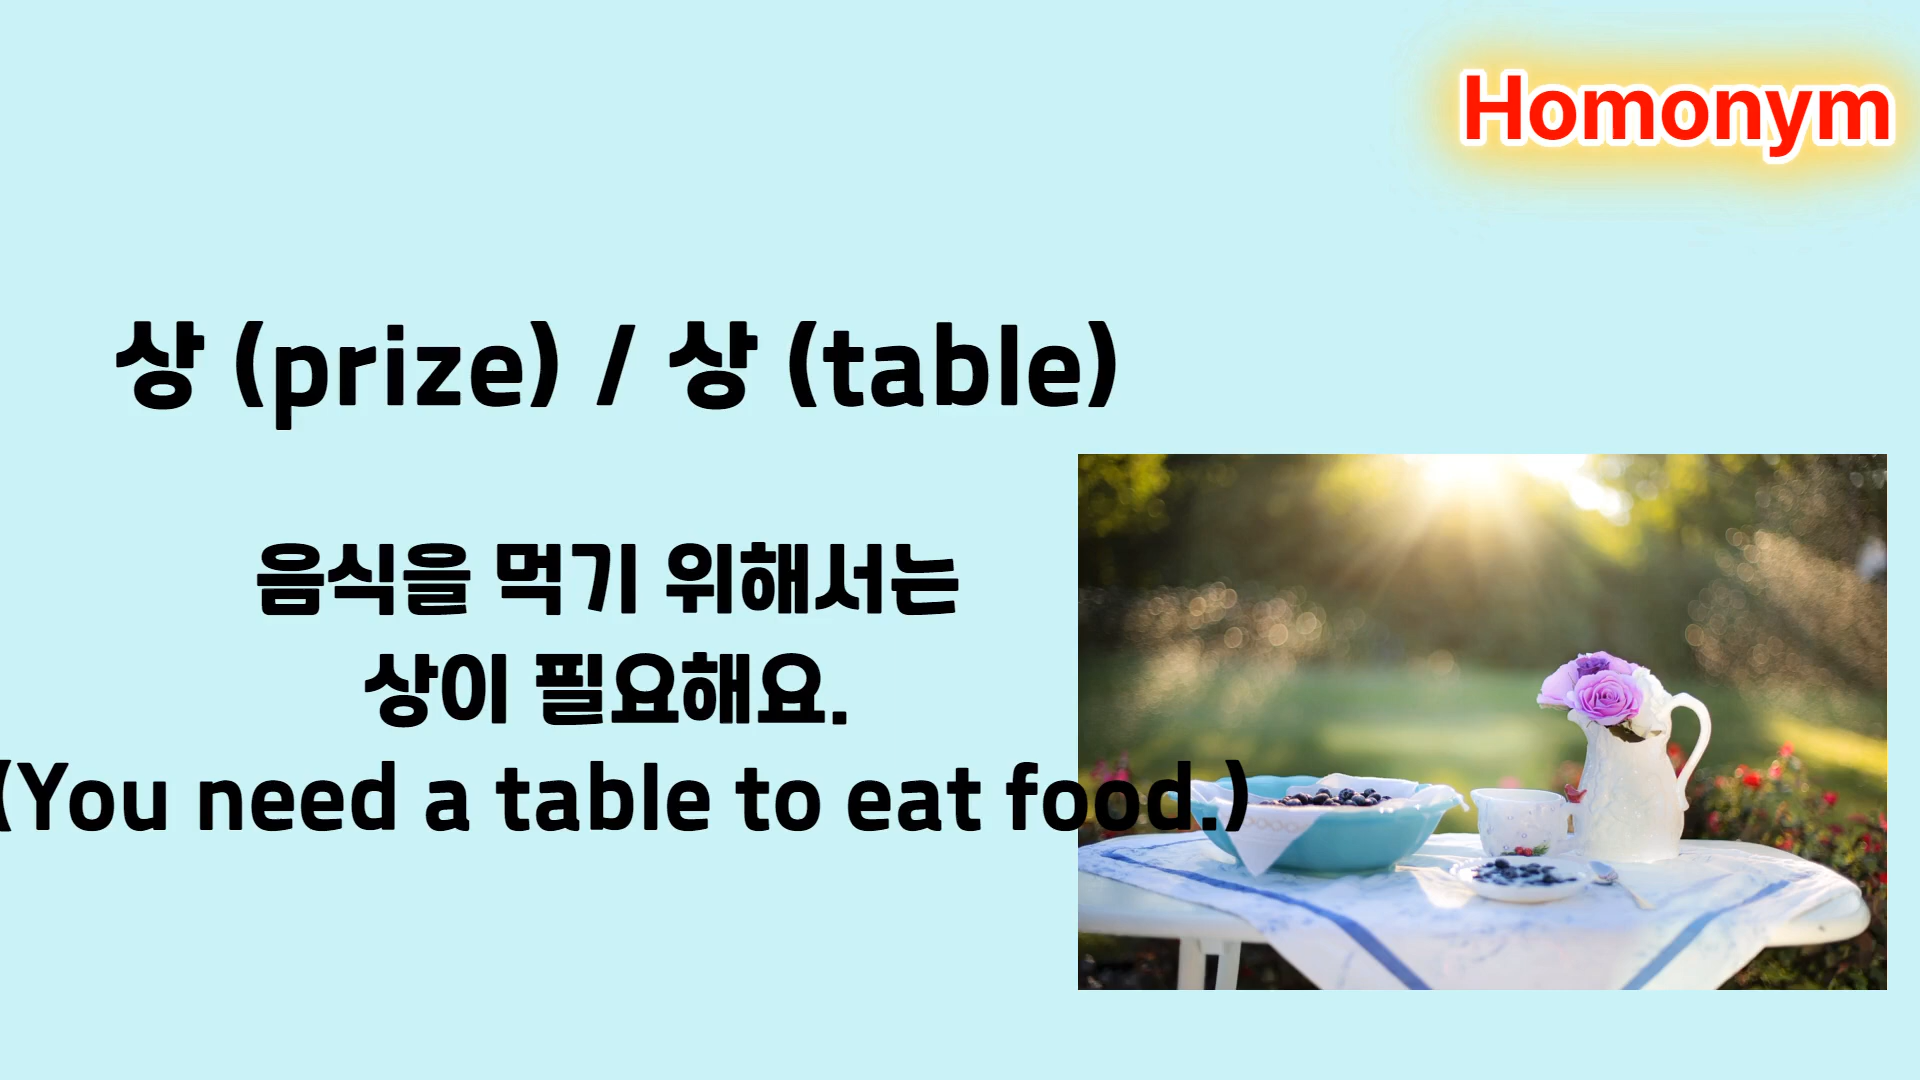 Homonym
상 (prize) / 상 (table)
음식을 먹기 위해서는
상이 필요해요.
(You need a table to eat food.)